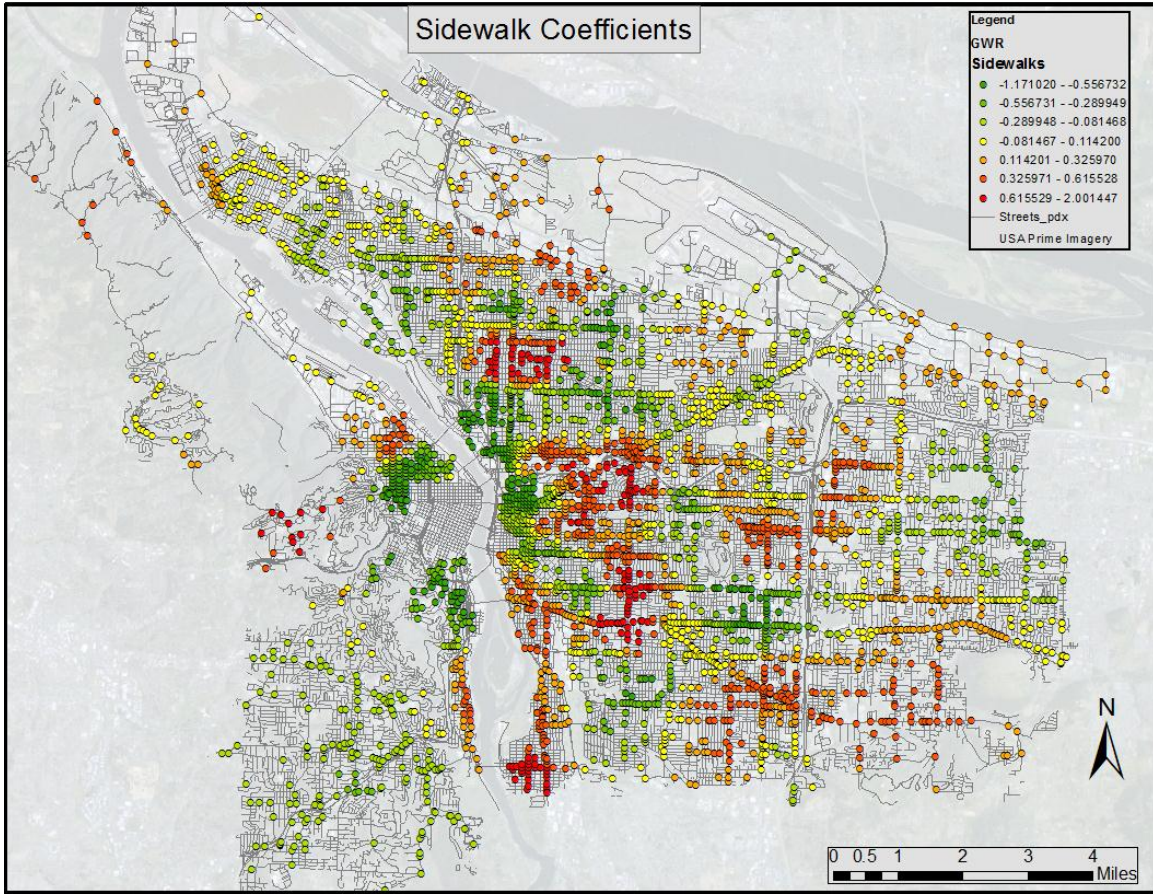 Sidewalk Coefficients
Legend
GWR
Sidewalks
-1.171020 - -0.556732
-0.556731 - -0.289949
-0.289948 - -0.081468
-0.081467 - 0.114200
0.114201 - 0.325970
0.325971 - 0.615528
0.615529 - 2.001447
Streets_pdx
USA Prime Imagery
N
0 0.5 1 2 3 4
Miles